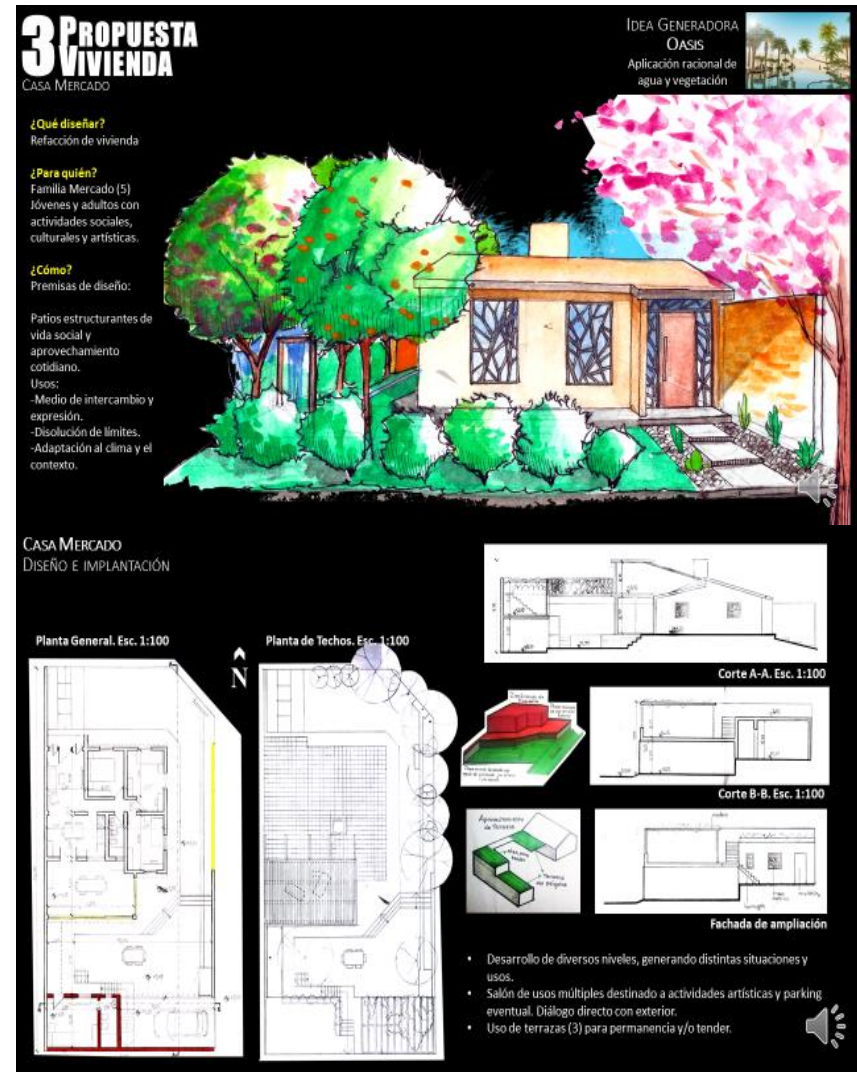 3 PROPUESTA
VIVIENDA
CASA MERCADO
IDEA GENERADORA
OASIS
Aplicación racional de
agua y vegetación
¿Qué diseñar?
Refacción de vivienda
¿Para quién?
Familia Mercado (5)
Jóvenes y adultos con
actividades sociales,
culturales y artísticas.
¿Cómo?
Premisas de diseño:
Patios estructurantes de
vida social y
aprovechamiento
cotidiano.
Usos:
-Medio de intercambio y
expresión.
-Disolución de límites.
-Adaptación al clima y el
contexto.
CASA MERCADO
DISEÑO E IMPLANTACIÓN
Planta General. Esc. 1:100
N
Planta de Techos. Esc. 1:100
Corte A-A. Esc. 1:100
Corte B-B. Esc. 1:100
Aprovechamiento
de Terraza
Fachada de ampliación
• Desarrollo de diversos niveles, generando distintas situaciones y
usos.
• Salón de usos múltiples destinado a actividades artísticas y parking
eventual. Diálogo directo con exterior.
• Uso de terrazas (3) para permanencia y/o tender.